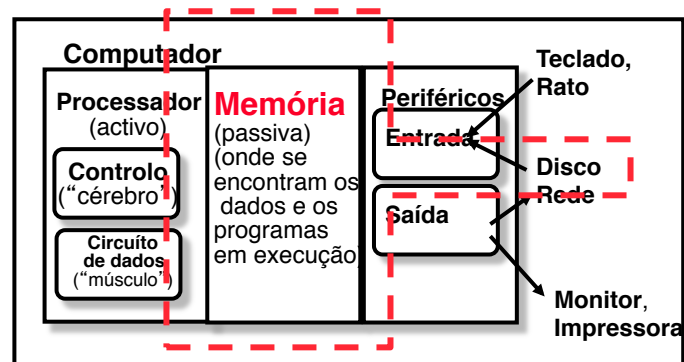 Computador
Processador
(activo)
Controlo
(“cérebro”)
Circuíto
de dados
(“músculo”)
Memória
(passiva)
(onde se
encontram os
dados e os
programas
em execução)
Periféricos
Entrada
Saída
Teclado,
Rato
Disco
Rede
Monitor,
Impressora